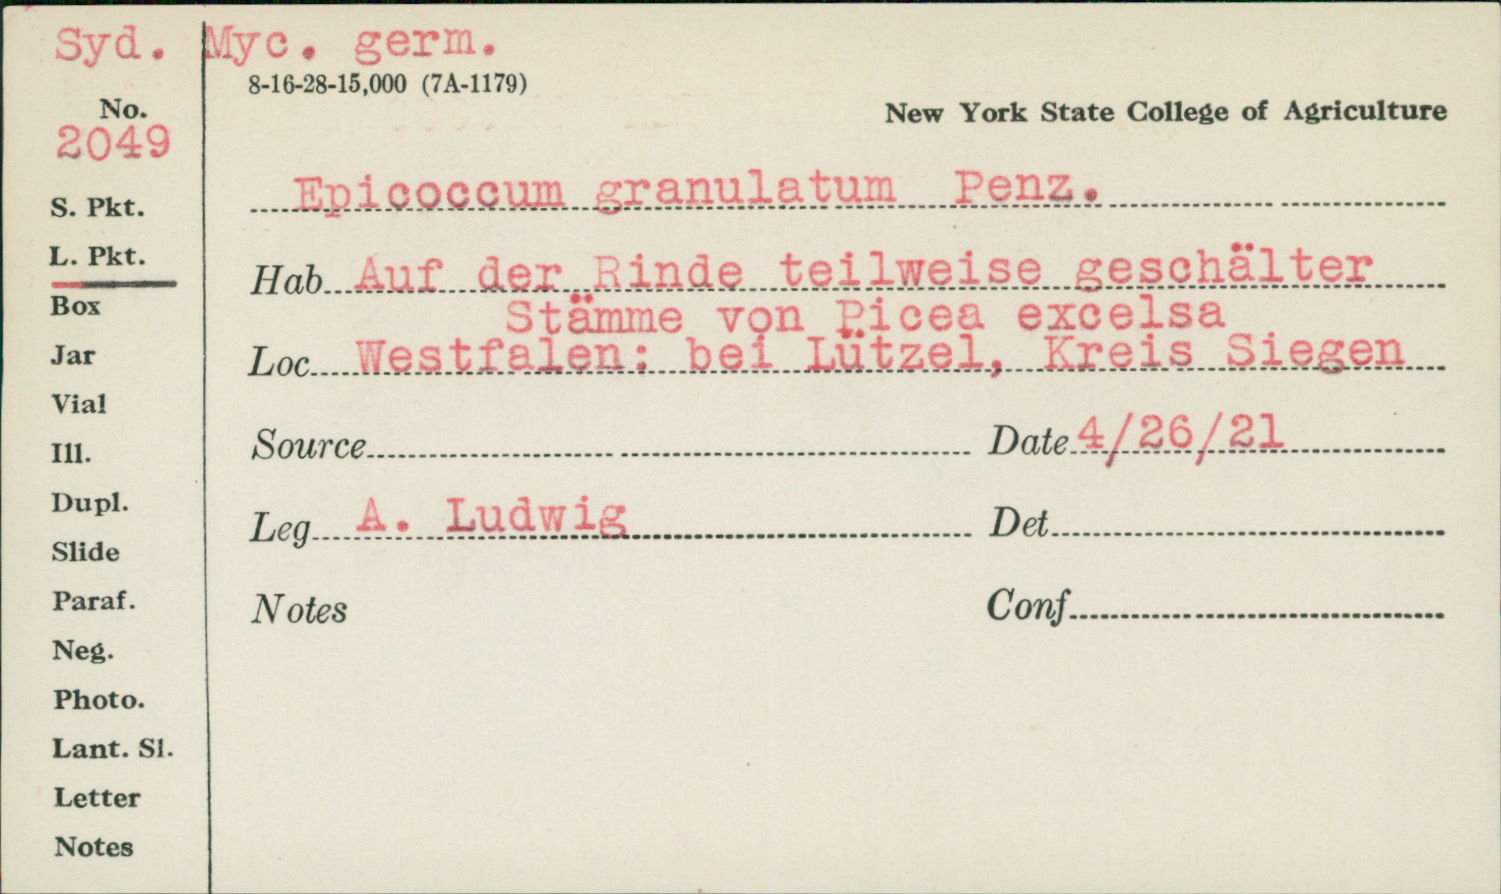 Syd. Myc. germ.
8-16-28-15,000 (7A-1179)
No.
2049
New York State College of Agriculture
Epicoccum granulatum Penz.
S. Pkt.
L. Pkt.
Hab. Auf der Rinde teilweise geschälter
Stämme von Picea excelsa
Box
Jar
Loc. Westfalen: bei Lützel, Kreis Siegen
Vial
Ill.
Source
Date 4/26/21
Dupl.
Leg. A. Ludwig
Det.
Slide
Paraf.
Notes
Conf.
Neg.
Photo.
Lant. Sl.
Letter
Notes